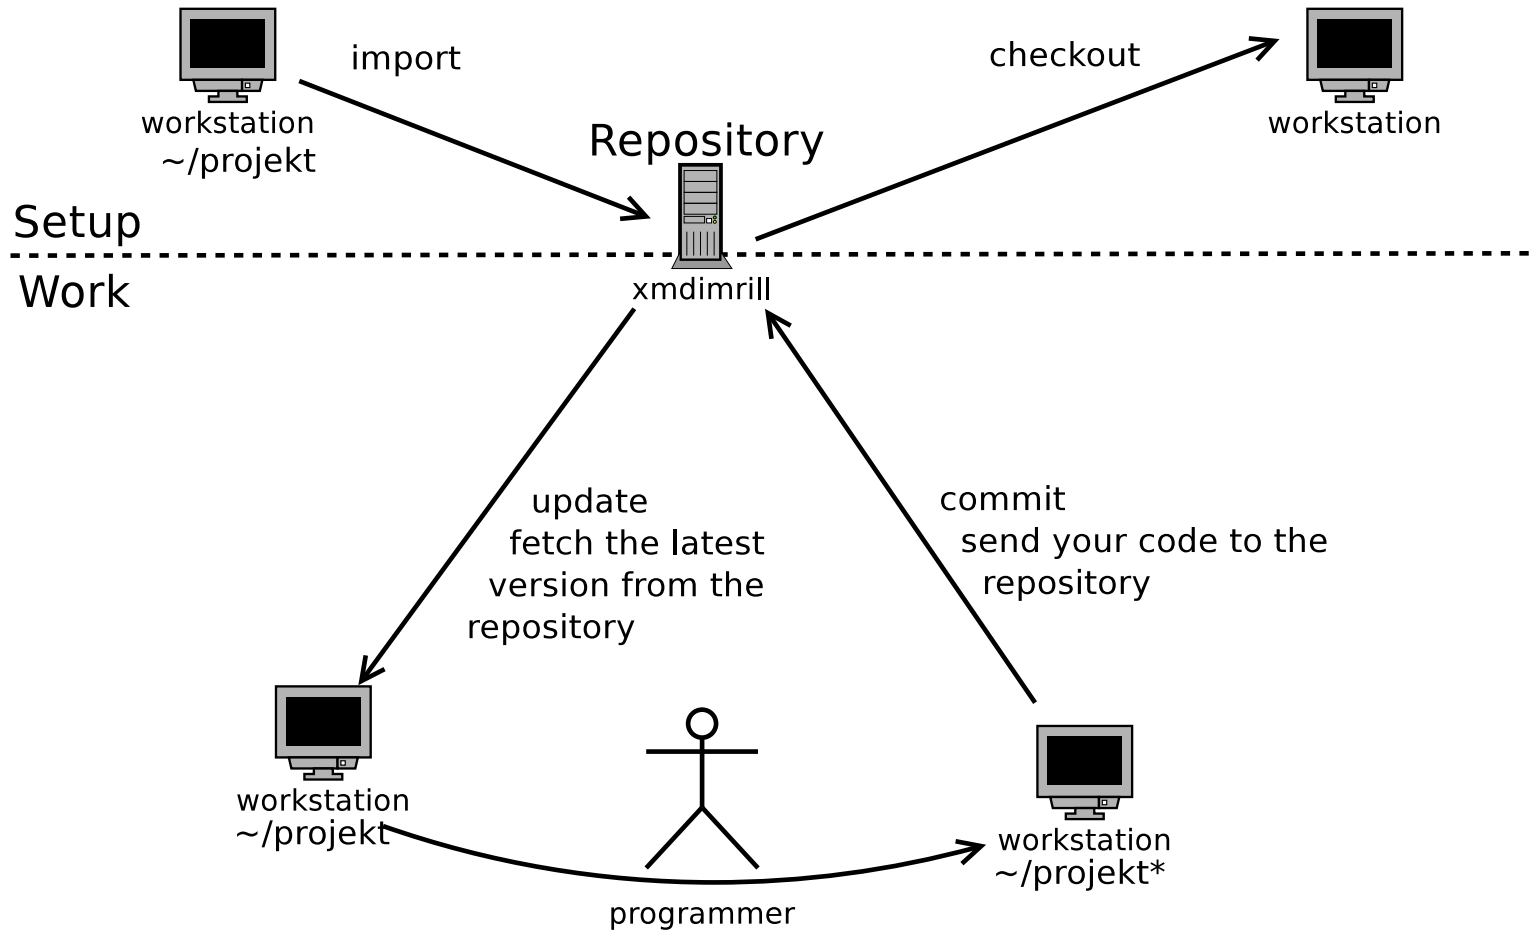 import
checkout
workstation
~/projekt
Repository
workstation
Setup
Work
xmdimrill
update
fetch the latest
version from the
repository
commit
send your code to the
repository
workstation
~/projekt
workstation
~/projekt*
programmer